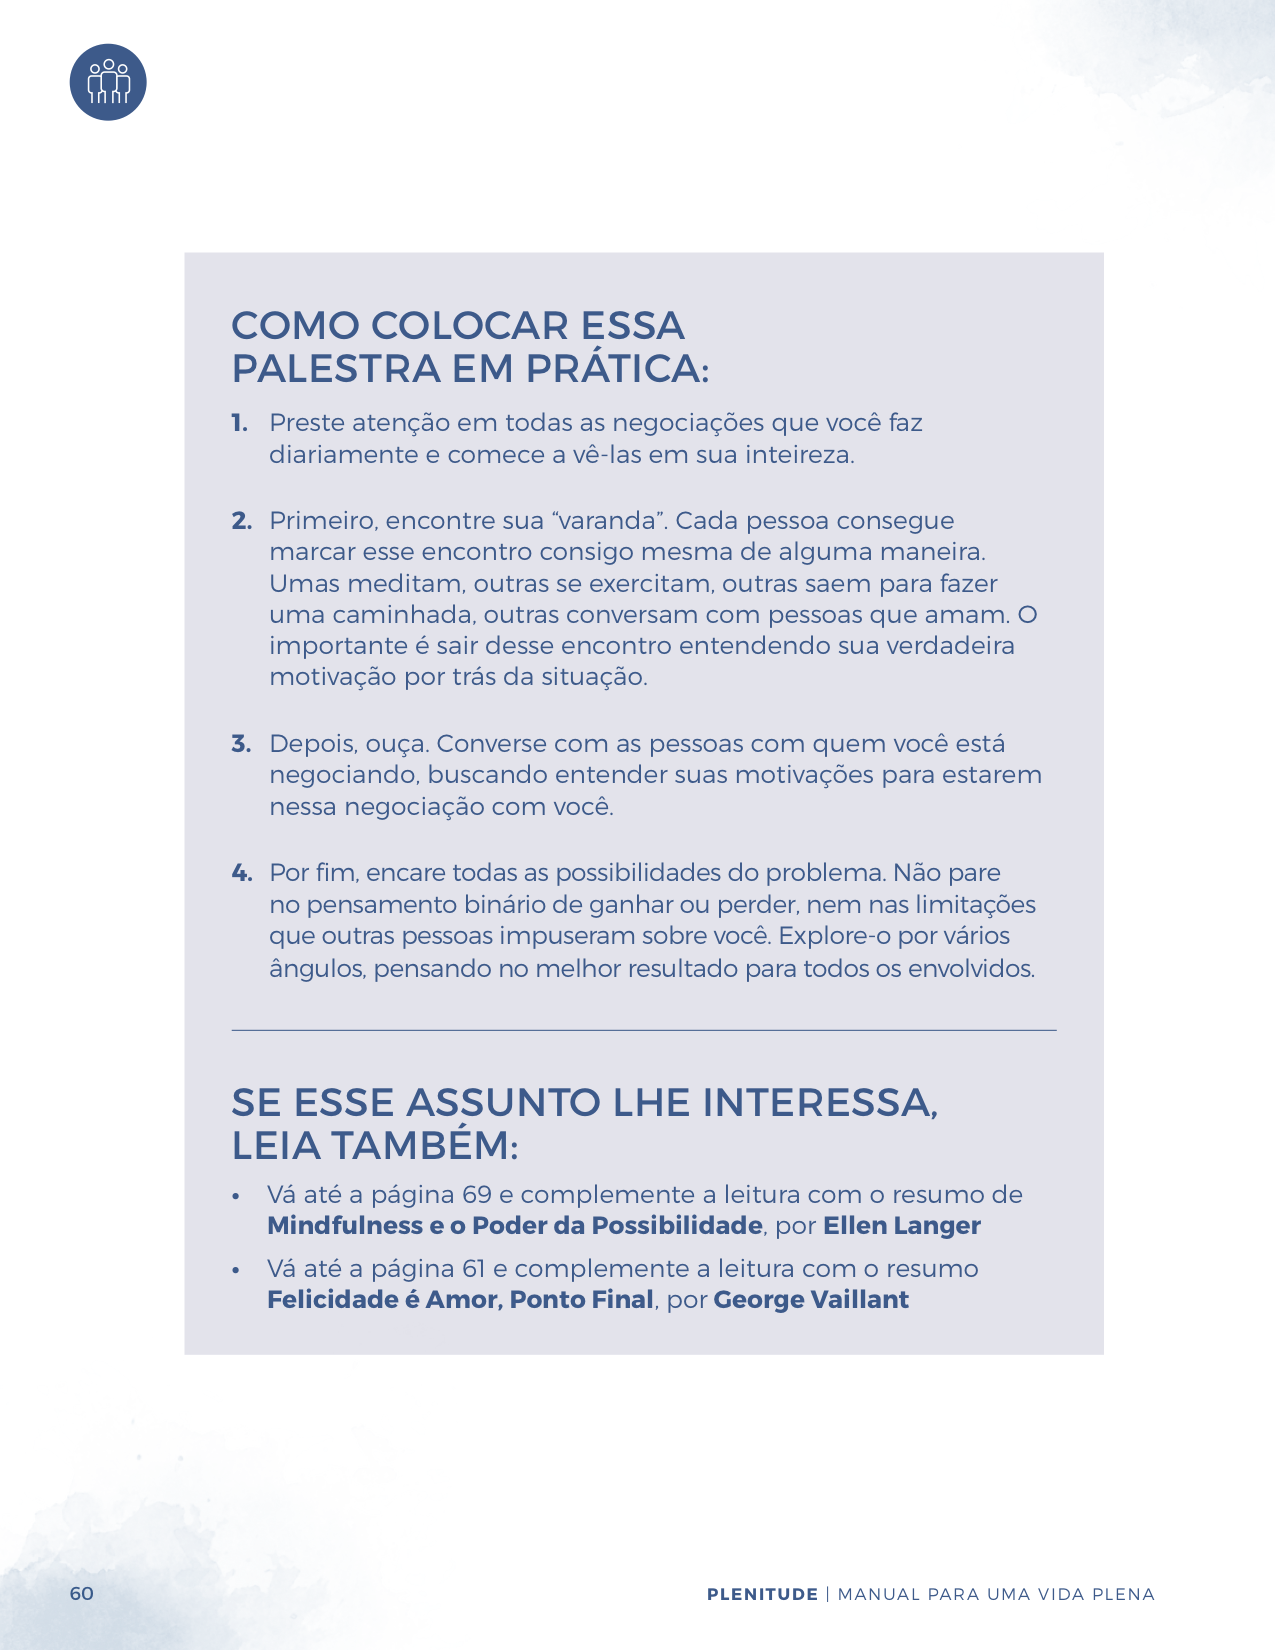 COMO COLOCAR ESSA
PALESTRA EM PRÁTICA:
1. Preste atenção em todas as negociações que você faz
diariamente e comece a vê-las em sua inteireza.
2. Primeiro, encontre sua “varanda”. Cada pessoa consegue
marcar esse encontro consigo mesma de alguma maneira.
Umas meditam, outras se exercitam, outras saem para fazer
uma caminhada, outras conversam com pessoas que amam. O
importante é sair desse encontro entendendo sua verdadeira
motivação por trás da situação.
3. Depois, ouça. Converse com as pessoas com quem você está
negociando, buscando entender suas motivações para estarem
nessa negociação com você.
4. Por fim, encare todas as possibilidades do problema. Não pare
no pensamento binário de ganhar ou perder, nem nas limitações
que outras pessoas impuseram sobre você. Explore-o por vários
ângulos, pensando no melhor resultado para todos os envolvidos.
SE ESSE ASSUNTO LHE INTERESSA,
LEIA TAMBÉM:
• Vá até a página 69 e complemente a leitura com o resumo de
Mindfulness e o Poder da Possibilidade, por Ellen Langer
• Vá até a página 61 e complemente a leitura com o resumo
Felicidade é Amor, Ponto Final, por George Vaillant
60
PLENITUDE | MANUAL PARA UMA VIDA PLENA